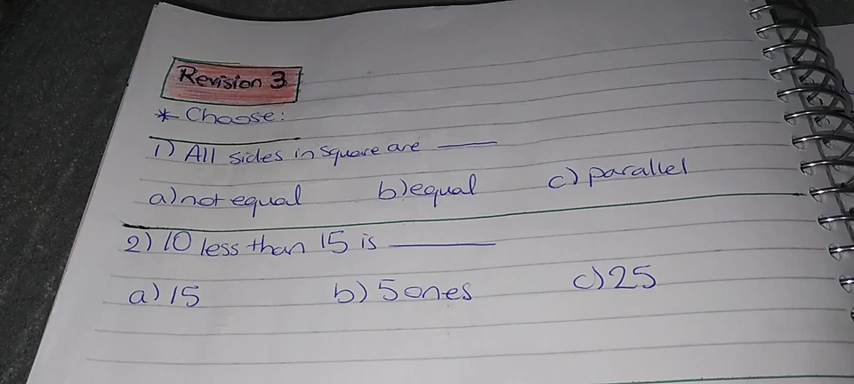 Revision 3
* Choose:
1) All sides in square are ____
a) not equal b) equal c) parallel
2) 10 less than 15 is ____
a) 15 b) 5 ones c) 25